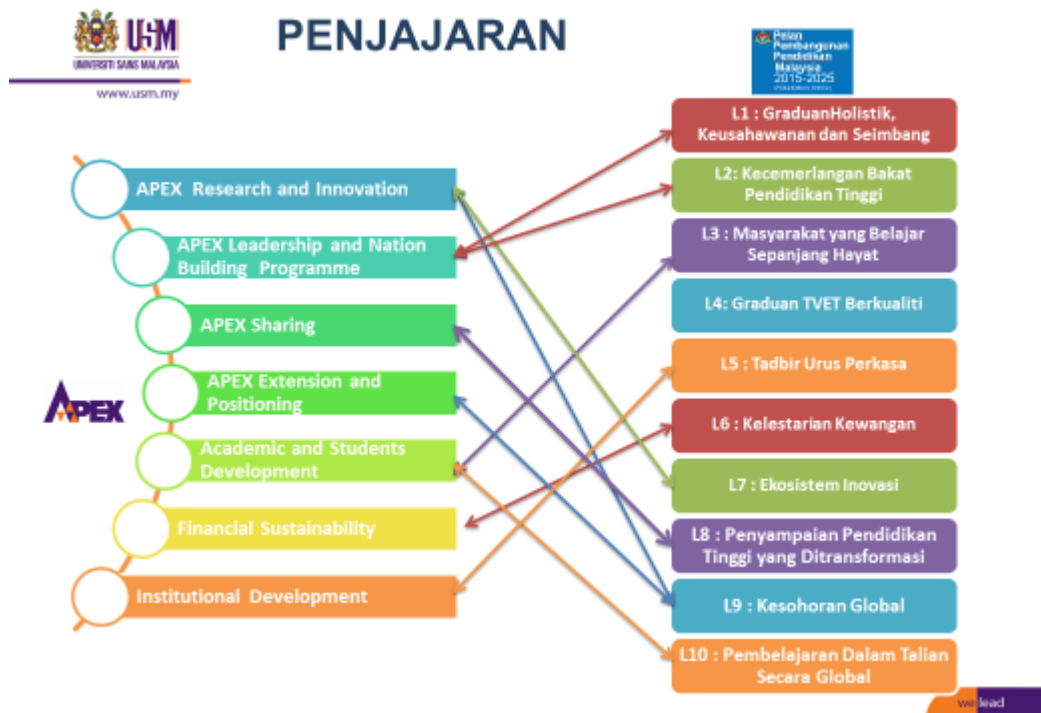 USM
UNIVERSITI SAINS MALAYSIA
www.usm.my
PENJAJARAN
Pelan
Pembangunan
Pendidikan
Malaysia
2015-2025
APEX
APEX Research and Innovation
APEX Leadership and Nation
Building Programme
APEX Sharing
APEX Extension and
Positioning
Academic and Students
Development
Financial Sustainability
Institutional Development
L1 : GraduanHolistik,
Keusahawanan dan Seimbang
L2: Kecemerlangan Bakat
Pendidikan Tinggi
L3 : Masyarakat yang Belajar
Sepanjang Hayat
L4: Graduan TVET Berkualiti
L5 : Tadbir Urus Perkasa
L6 : Kelestarian Kewangan
L7 : Ekosistem Inovasi
L8 : Penyampaian Pendidikan
Tinggi yang Ditransformasi
L9 : Kesohoran Global
L10 : Pembelajaran Dalam Talian
Secara Global
we lead